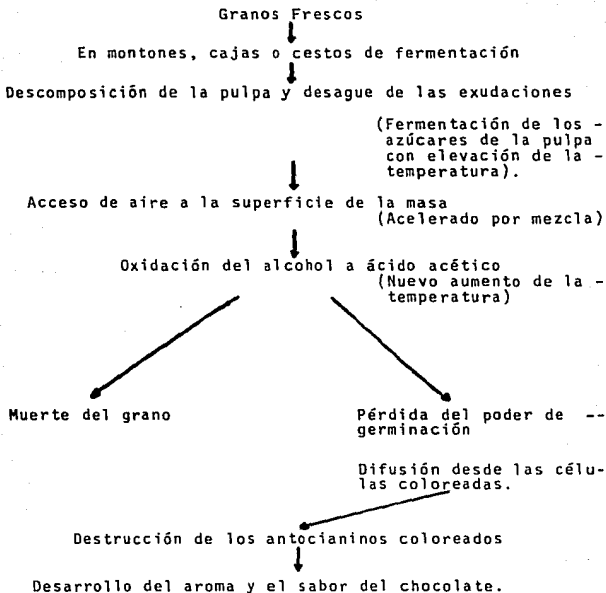 Granos Frescos
En montones, cajas o cestos de fermentación
Descomposición de la pulpa y desague de las exudaciones
(Fermentación de los -
azúcares de la pulpa
con elevación de la -
temperatura).
Acceso de aire a la superficie de la masa
(Acelerado por mezcla)
Oxidación del alcohol a ácido acético
(Nuevo aumento de la -
temperatura)
Muerte del grano
Pérdida del poder de --
germinación
Difusión desde las célu-
las coloreadas.
Destrucción de los antocianinos coloreados
Desarrollo del aroma y el sabor del chocolate.